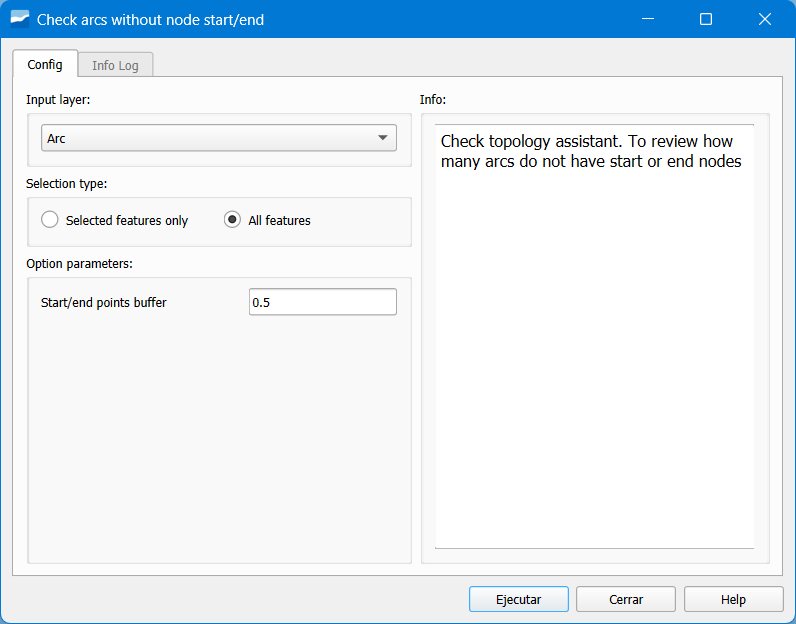 Check arcs without node start/end
Config
Info Log
Input layer:
Arc
Selection type:
Selected features only
All features
Option parameters:
Start/end points buffer
0.5
Info:
Check topology assistant. To review how
many arcs do not have start or end nodes
Ejecutar
Cerrar
Help